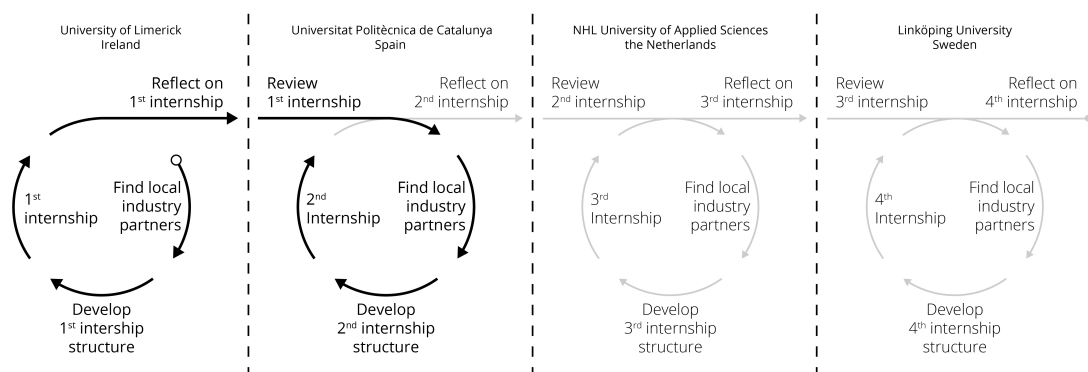 University of Limerick
Ireland
Reflect on
1st internship
1st
internship
Find local
industry
partners
Develop
1st intership
structure
Universitat Politècnica de Catalunya
Spain
Review
1st internship
Reflect on
2nd internship
2nd
Internship
Find local
industry
partners
Develop
2nd intership
structure
NHL University of Applied Sciences
the Netherlands
Review
2nd internship
Reflect on
3rd internship
3rd
Internship
Find local
industry
partners
Develop
3rd intership
structure
Linköping University
Sweden
Review
3rd internship
Reflect on
4th internship
4th
Internship
Find local
industry
partners
Develop
4th internship
structure